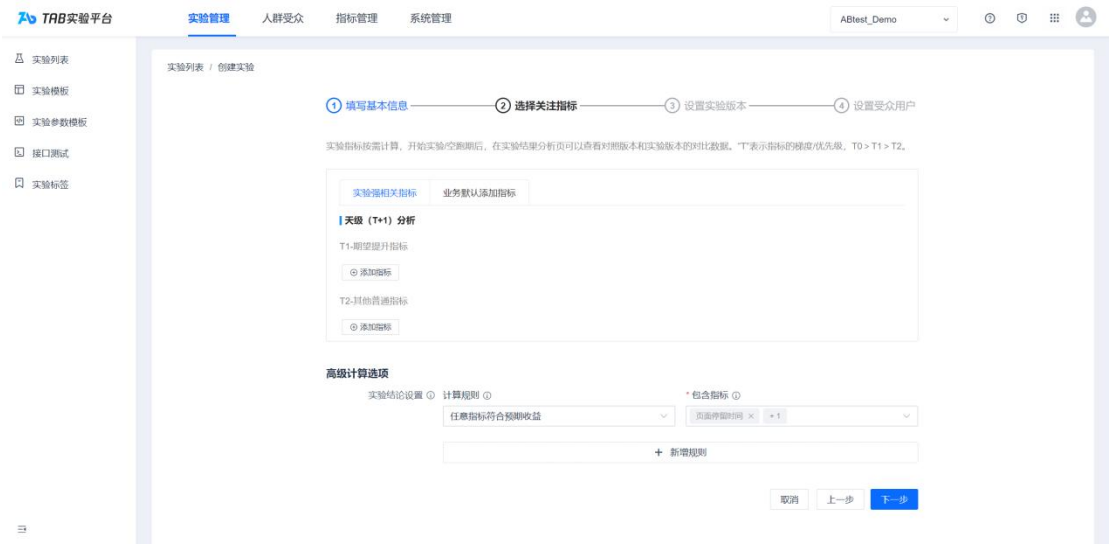 TAB实验平台 实验管理 人群受众 指标管理 系统管理 ABtest_Demo
实验列表
实验模板
实验参数模板
接口测试
实验标签
实验列表 / 创建实验
1 填写基本信息 2 选择关注指标 3 设置实验版本 4 设置受众用户
实验指标按需计算，开始实验/空跑期后，在实验结果分析页可以查看对照版本和实验版本的对比数据。"T"表示指标的梯度/优先级，T0 > T1 > T2。
实验强相关指标 业务默认添加指标
天级（T+1）分析
T1-期望提升指标
添加指标
T2-其他普通指标
添加指标
高级计算选项
实验结论设置 计算规则 * 包含指标
任意指标符合预期收益 页面停留时间 × + 1
+ 新增规则
取消 上一步 下一步